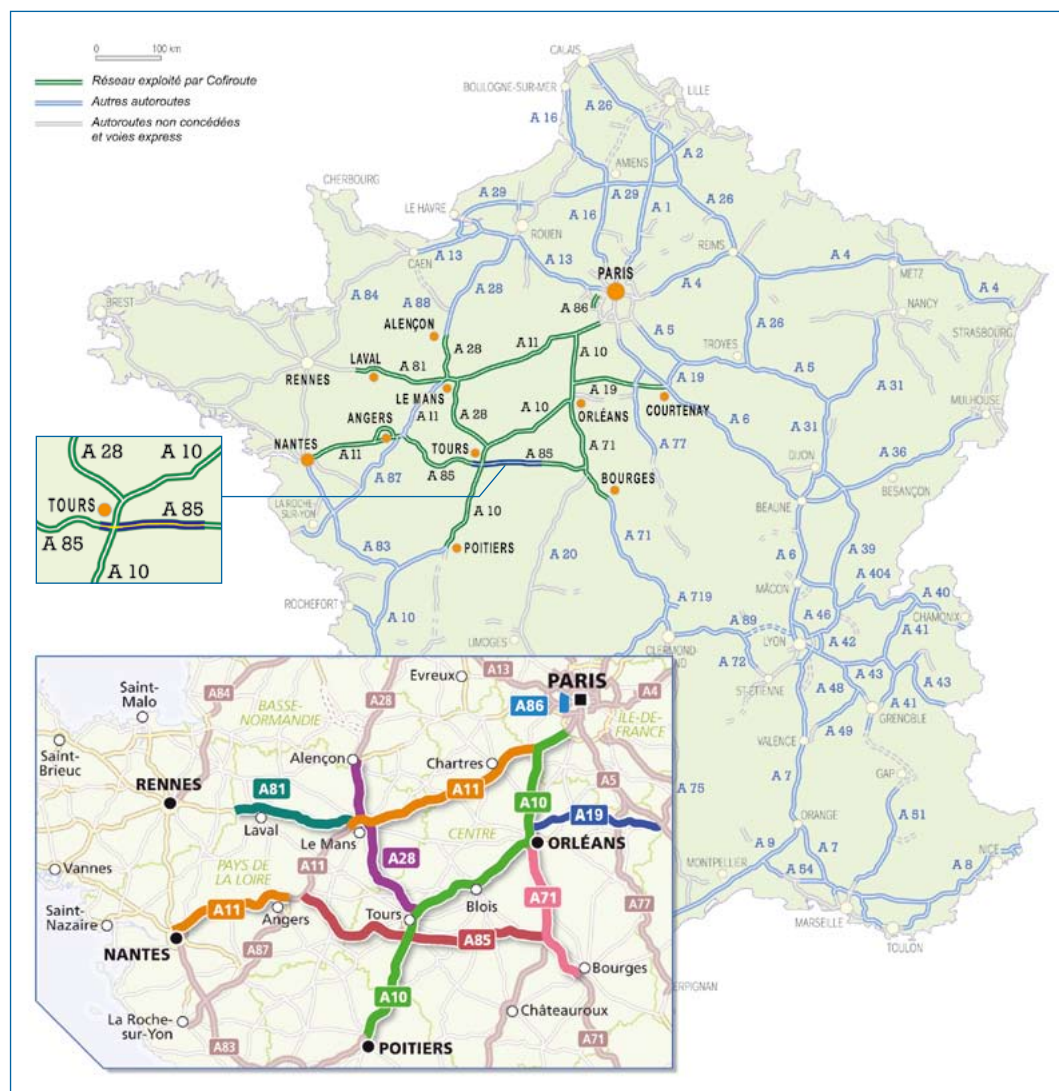 0 100 km
Réseau exploité par Cofiroute
Autres autoroutes
Autoroutes non concédées
et voies express
CALAIS
BOULOGNE-SUR-MER
LILLE
A 26
A 16
A 2
AMIENS
CHERBOURG
A 29
A 29
A 26
LE HAVRE
A 16
A 1
ROUEN
REIMS
CAEN
A 13
A 13
PARIS
A 4
A 4
METZ
A 4
BREST
A 84
A 88
A 28
A 86
NANCY
STRASBOURG
ALENÇON
A 5
A 26
TROYES
LAVAL
A 81
A 28
A 11
A 10
A 5
RENNES
LE MANS
A 19
A 19
A 31
ANGERS
A 11
A 28
A 10
ORLÉANS
COURTENAY
A 6
MULHOUSE
NANTES
A 11
TOURS
A 71
A 77
A 31
A 36
DIJON
A 87
A 85
A 85
BOURGES
BESANÇON
LA ROCHE-
SUR-YON
A 10
BEAUNE
A 83
POITIERS
A 20
A 71
A 6
A 39
ROCHEFORT
A 404
MÂCON
A 40
A 10
A 719
CHAMONIX
LIMOGES
A 89
A 46
A 41
LYON
A 42
CLERMOND
A 72
A 43
ST-ÉTIENNE
A 48
A 43
A 41
GRENOBLE
A 49
VALENCE
GAP
A 7
A 75
A 51
ORANGE
A 9
A 7
NICE
MONTPELLIER
A 54
A 8
MARSEILLE
TOULON
ERPIGNAN
A 28
A 10
TOURS
A 85
A 85
A 10
Saint-
Malo
A84
BASSE-
NORMANDIE
A28
Evreux
A13
PARIS
A4
A86
ÎLE-DE-
FRANCE
Saint-
Brieuc
Alençon
Chartres
RENNES
A81
A11
A5
A10
A19
Laval
Le Mans
CENTRE
ORLÉANS
Vannes
PAYS DE
LA LOIRE
A11
A28
Saint-
Nazaire
A11
Angers
Tours
Blois
A71
A77
NANTES
A87
A85
Bourges
A10
Châteauroux
La Roche-
sur-Yon
A83
POITIERS
A71